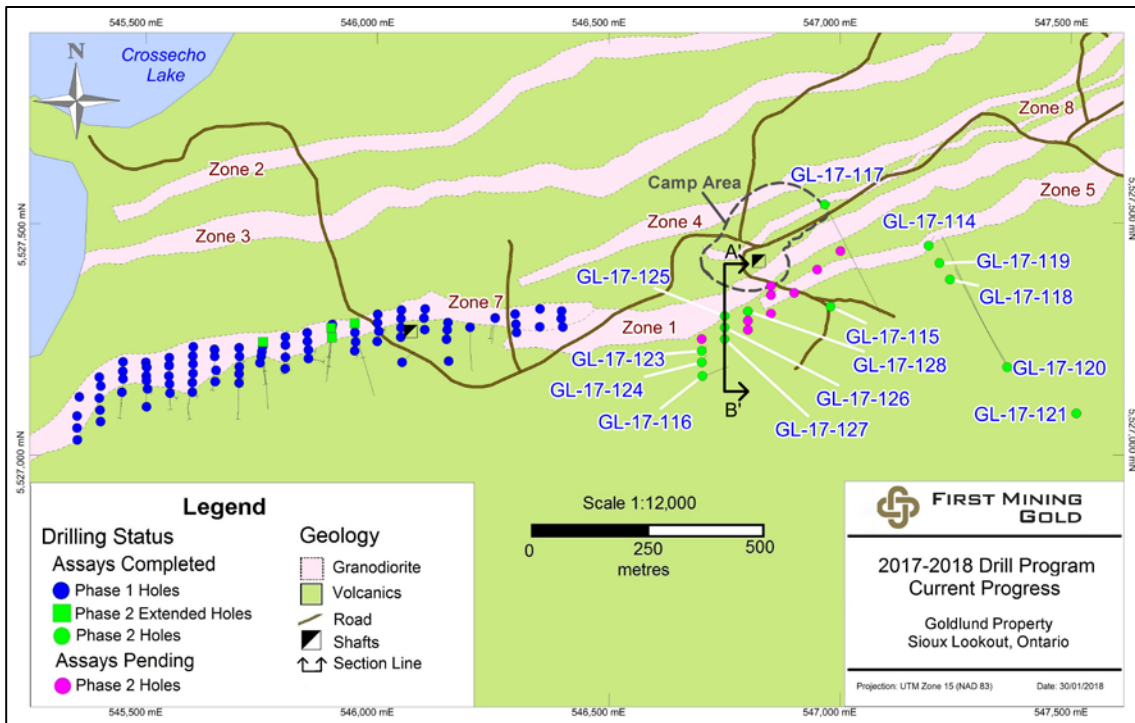 545,500 mE 546,000 mE 546,500 mE 547,000 mE 547,500 mE
Crossecho
Lake
N
Zone 8
Zone 2
GL-17-117
Zone 5
Camp Area
5,527,500 mN
5,527,500 mN
Zone 4
GL-17-114
Zone 3
A'
GL-17-119
GL-17-125
GL-17-118
Zone 7
Zone 1
GL-17-115
GL-17-123
GL-17-128
GL-17-120
GL-17-124
GL-17-126
B'
GL-17-121
GL-17-116
GL-17-127
5,527,000 mN
5,527,000 mN
Legend
Drilling Status
Assays Completed
Phase 1 Holes
Phase 2 Extended Holes
Phase 2 Holes
Assays Pending
Phase 2 Holes
Geology
Granodiorite
Volcanics
Road
Shafts
Section Line
Scale 1:12,000
0 250 500
metres
FIRST MINING
GOLD
2017-2018 Drill Program
Current Progress
Goldlund Property
Sioux Lookout, Ontario
Projection: UTM Zone 15 (NAD 83) Date: 30/01/2018
545,500 mE 546,000 mE 546,500 mE 547,000 mE 547,500 mE